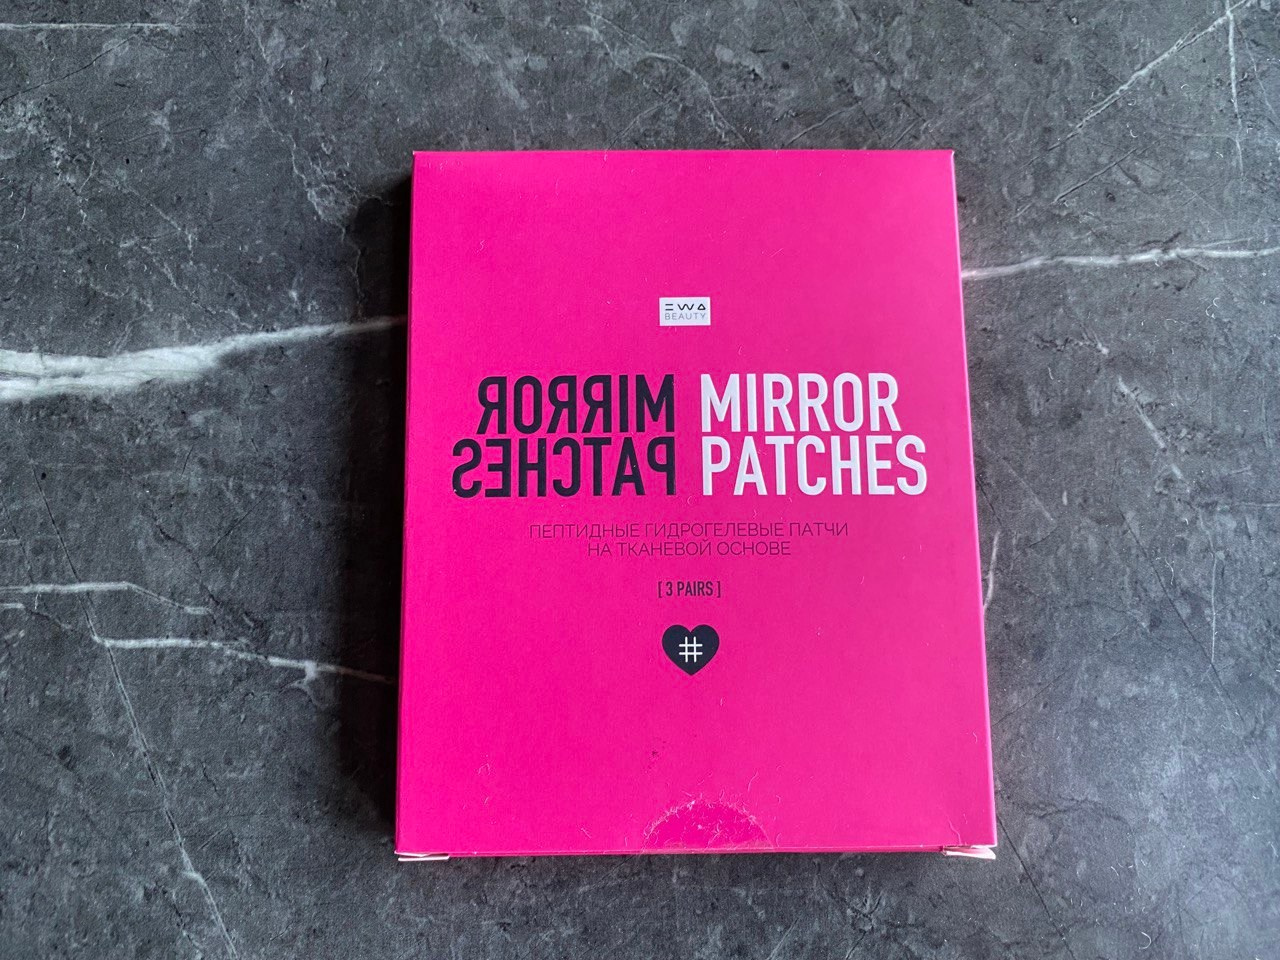 EWA
BEAUTY
MIRROR MIRROR
PATCHES PATCHES
ПЕПТИДНЫЕ ГИДРОГЕЛЕВЫЕ ПАТЧИ
НА ТКАНЕВОЙ ОСНОВЕ
[ 3 PAIRS ]
#